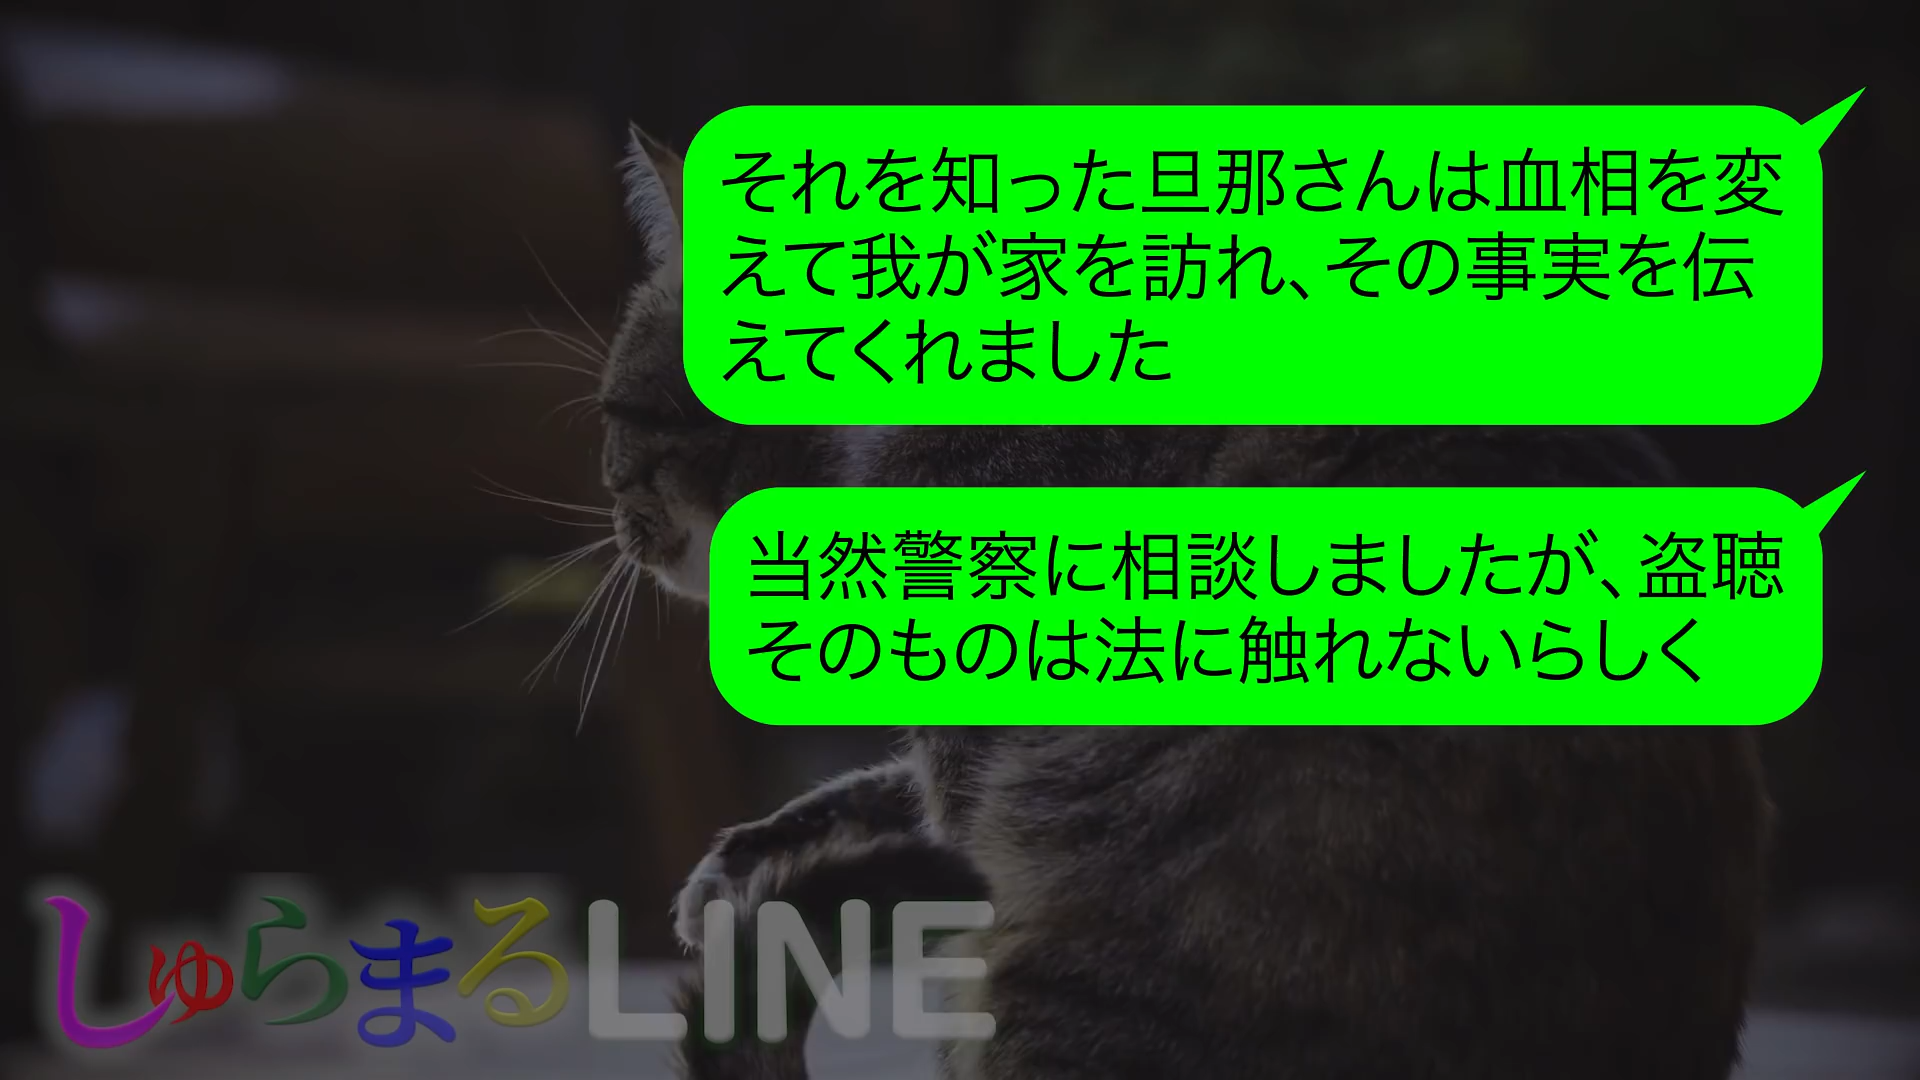 それを知った旦那さんは血相を変
えて我が家を訪れ、その事実を伝
えてくれました
当然警察に相談しましたが、盗聴
そのものは法に触れないらしく
しゅらまるLINE